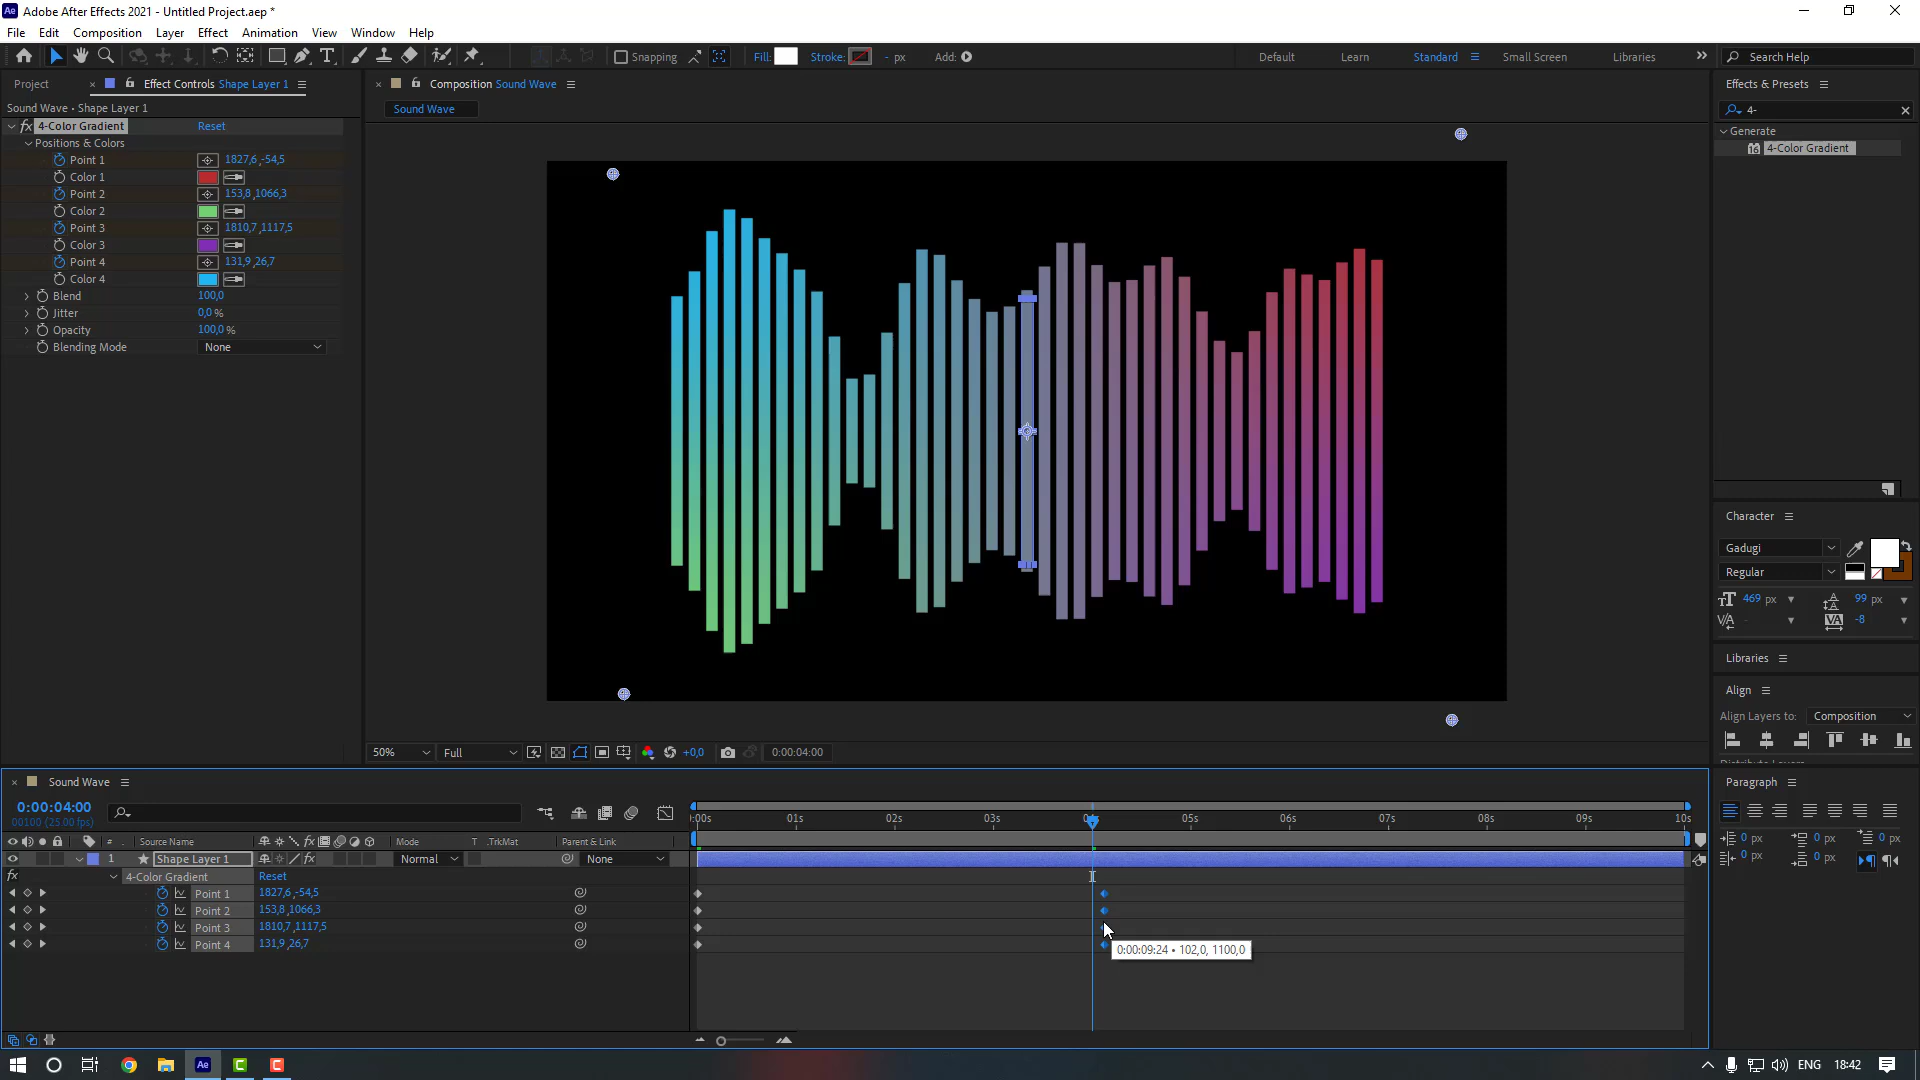 Adobe After Effects 2021 - Untitled Project.aep *
File Edit Composition Layer Effect Animation View Window Help
Snapping Fill: Stroke: - px Add: Default Learn Standard Small Screen Libraries Search Help
Project Effect Controls Shape Layer 1
Composition Sound Wave
Effects & Presets
Sound Wave • Shape Layer 1
Sound Wave
4-
fx 4-Color Gradient Reset
Generate
4-Color Gradient
Positions & Colors
Point 1 1827,6 ,-54,5
Color 1
Point 2 153,8 ,1066,3
Color 2
Point 3 1810,7 ,1117,5
Color 3
Point 4 131,9 ,26,7
Color 4
Blend 100,0
Jitter 0,0 %
Opacity 100,0 %
Blending Mode None
Character
Gadugi
Regular
469 px 99 px
- -8
Libraries
Align
Align Layers to: Composition
50% Full +0,0 0:00:04:00
Paragraph
0 px 0 px 0 px
0 px 0 px
Sound Wave
0:00:04:00
00100 (25.00 fps)
:00s 01s 02s 03s 05s 06s 07s 08s 09s 10s
# Source Name fx Mode T .TrkMat Parent & Link
1 Shape Layer 1 fx Normal None
fx 4-Color Gradient Reset
Point 1 1827,6 ,-54,5
Point 2 153,8 ,1066,3
Point 3 1810,7 ,1117,5
Point 4 131,9 ,26,7
0:00:09:24 • 102,0, 1100,0
Ae ENG 18:42